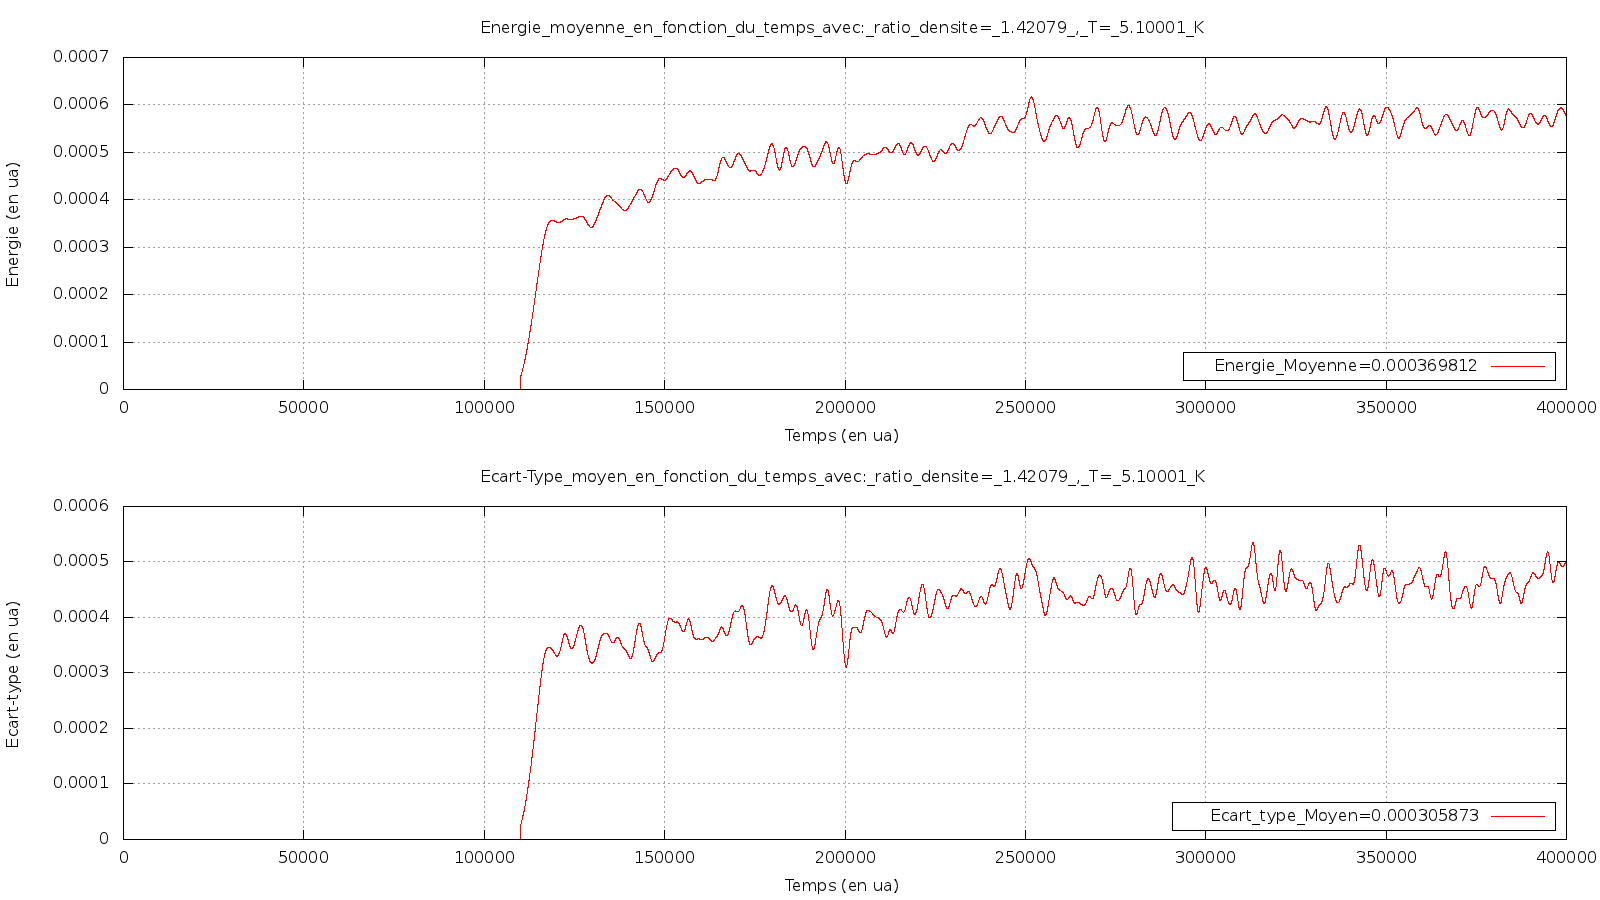 Energie_moyenne_en_fonction_du_temps_avec:_ratio_densite=_1.42079_,_T=_5.10001_K
0.0007
0.0006
0.0005
0.0004
0.0003
0.0002
0.0001
0
Energie (en ua)
Energie_Moyenne=0.000369812
0 50000 100000 150000 200000 250000 300000 350000 400000
Temps (en ua)
Ecart-Type_moyen_en_fonction_du_temps_avec:_ratio_densite=_1.42079_,_T=_5.10001_K
0.0006
0.0005
0.0004
0.0003
0.0002
0.0001
0
Ecart-type (en ua)
Ecart_type_Moyen=0.000305873
0 50000 100000 150000 200000 250000 300000 350000 400000
Temps (en ua)